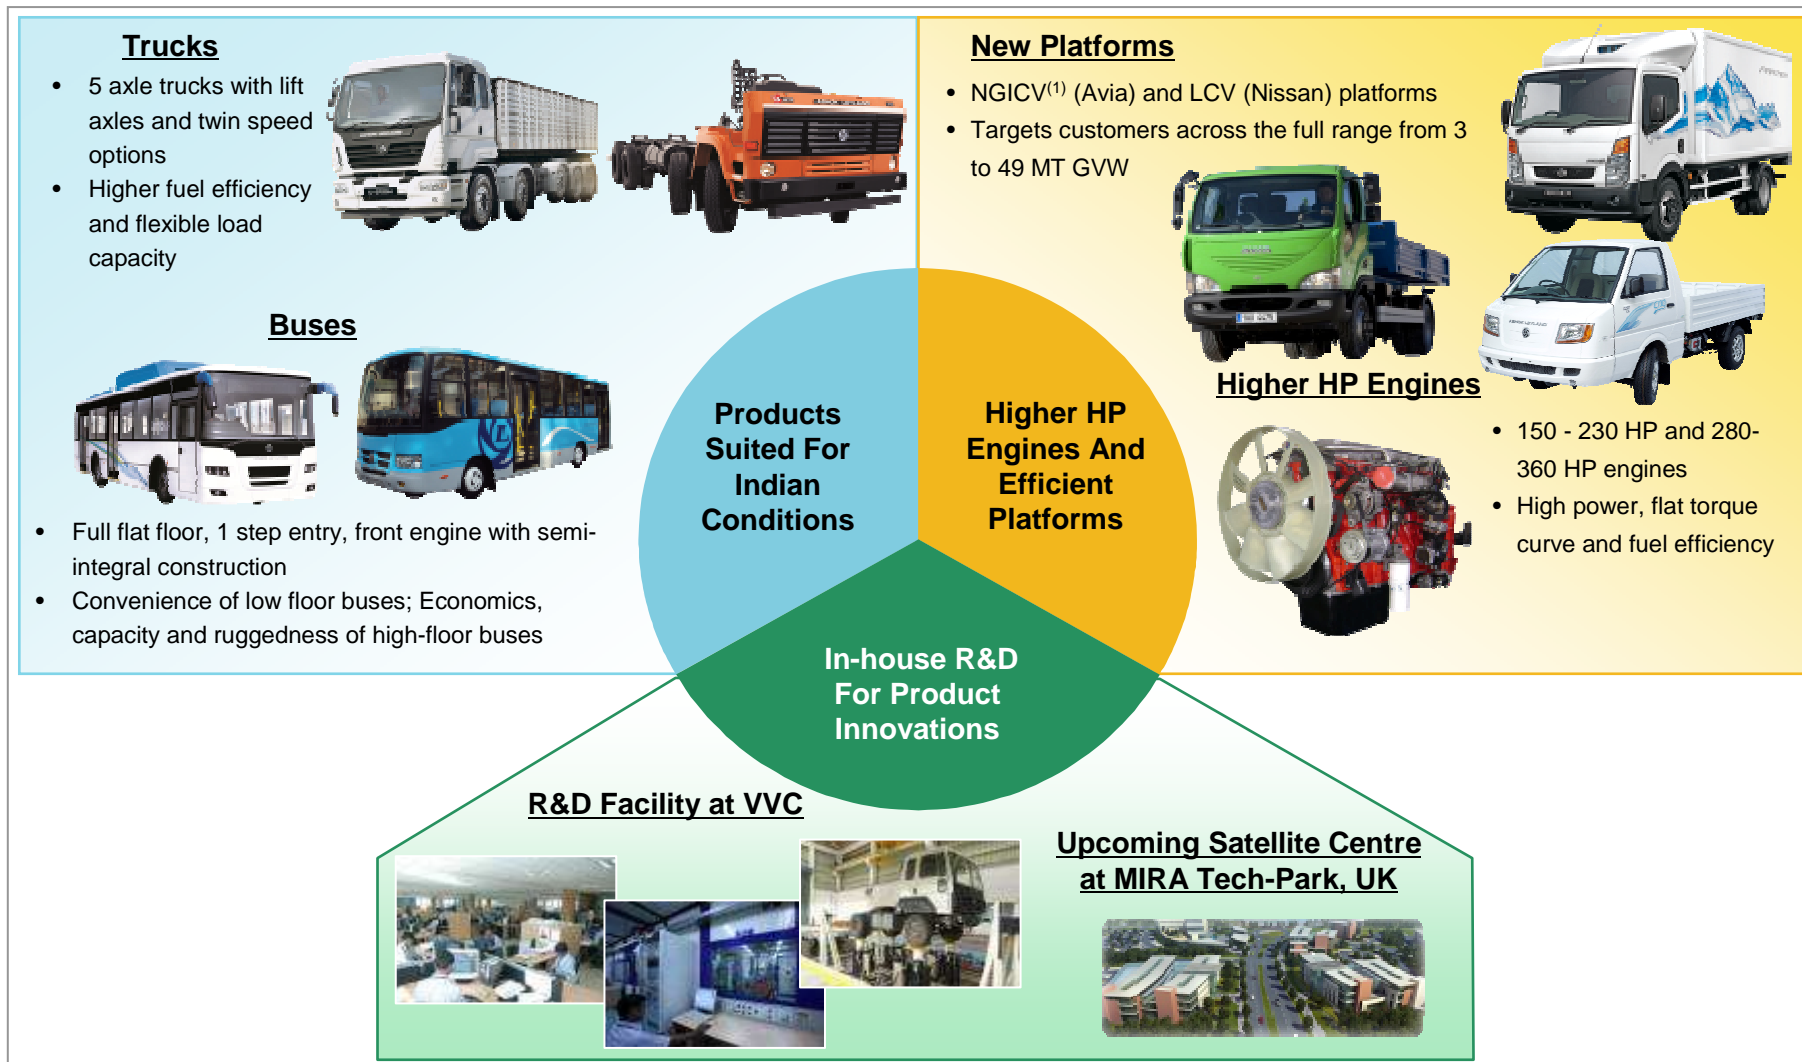 Trucks
• 5 axle trucks with lift
axles and twin speed
options
• Higher fuel efficiency
and flexible load
capacity
Buses
• Full flat floor, 1 step entry, front engine with semi-
integral construction
• Convenience of low floor buses; Economics,
capacity and ruggedness of high-floor buses
New Platforms
• NGICV(1) (Avia) and LCV (Nissan) platforms
• Targets customers across the full range from 3
to 49 MT GVW
Higher HP Engines
• 150 - 230 HP and 280-
360 HP engines
• High power, flat torque
curve and fuel efficiency
Products
Suited For
Indian
Conditions
Higher HP
Engines And
Efficient
Platforms
In-house R&D
For Product
Innovations
R&D Facility at VVC
Upcoming Satellite Centre
at MIRA Tech-Park, UK